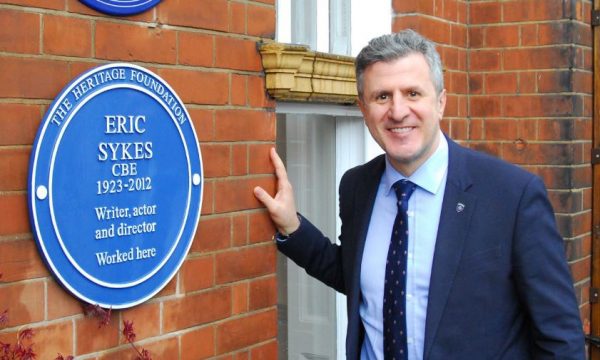 THE HERITAGE FOUNDATION
ERIC
SYKES
CBE
1923-2012
Writer, actor
and director
Worked here